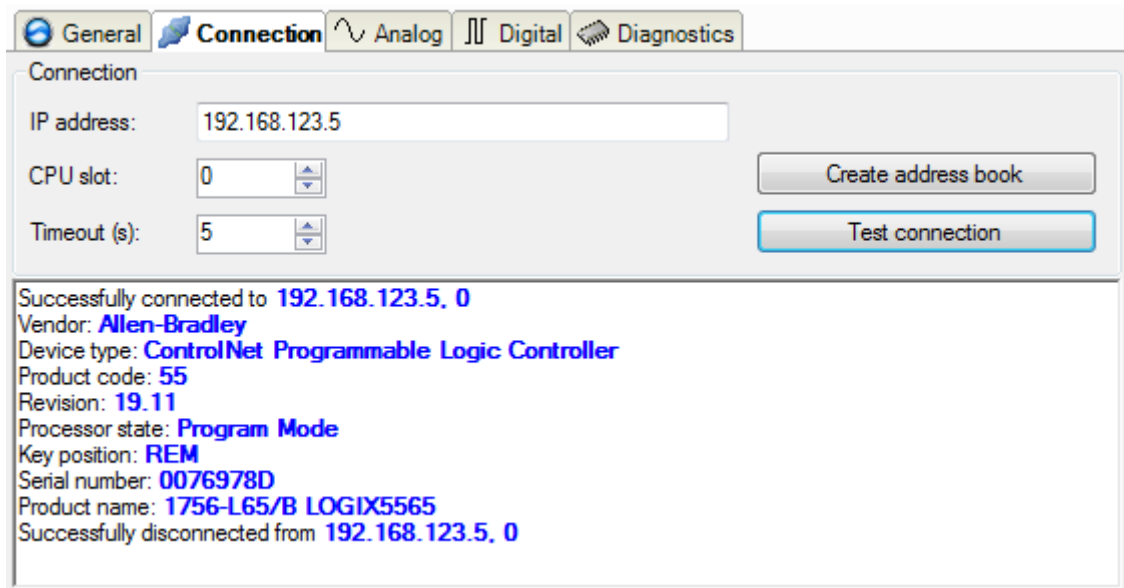 General Connection Analog Digital Diagnostics
Connection
IP address: 192.168.123.5
CPU slot: 0
Create address book
Timeout (s): 5
Test connection
Successfully connected to 192.168.123.5, 0
Vendor: Allen-Bradley
Device type: ControlNet Programmable Logic Controller
Product code: 55
Revision: 19.11
Processor state: Program Mode
Key position: REM
Serial number: 0076978D
Product name: 1756-L65/B LOGIX5565
Successfully disconnected from 192.168.123.5, 0